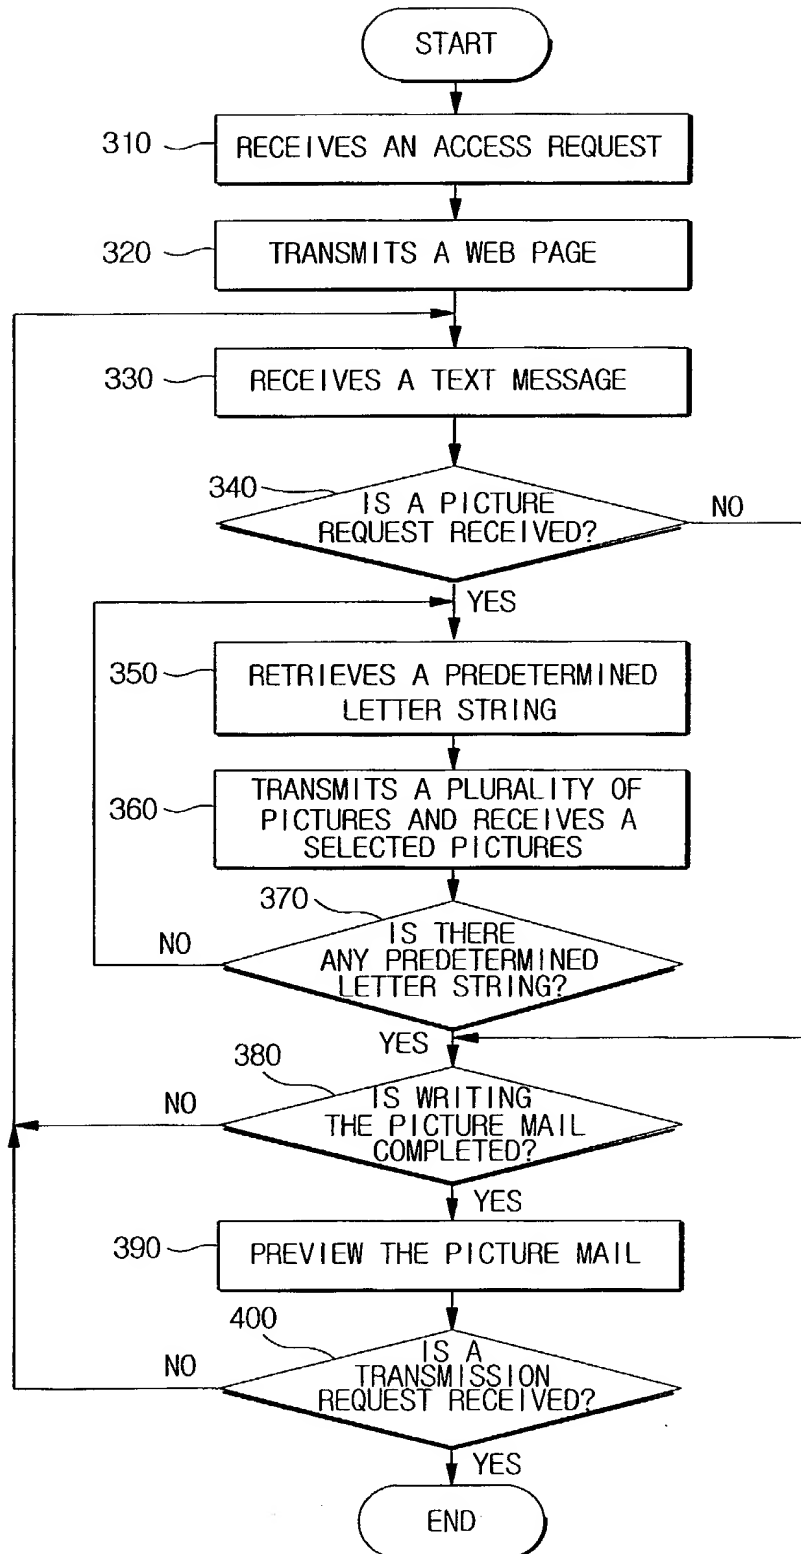 START
310
RECEIVES AN ACCESS REQUEST
320
TRANSMITS A WEB PAGE
330
RECEIVES A TEXT MESSAGE
340
IS A PICTURE
REQUEST RECEIVED?
NO
YES
350
RETRIEVES A PREDETERMINED
LETTER STRING
360
TRANSMITS A PLURALITY OF
PICTURES AND RECEIVES A
SELECTED PICTURES
370
NO
IS THERE
ANY PREDETERMINED
LETTER STRING?
YES
380
NO
IS WRITING
THE PICTURE MAIL
COMPLETED?
YES
390
PREVIEW THE PICTURE MAIL
400
NO
IS A
TRANSMISSION
REQUEST RECEIVED?
YES
END